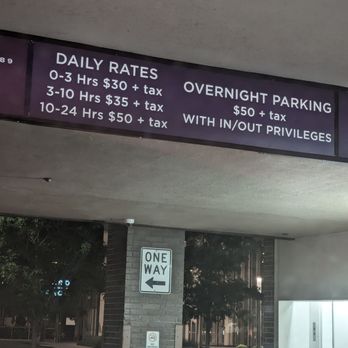 89
DAILY RATES
0-3 Hrs $30 + tax
3-10 Hrs $35 + tax
10-24 Hrs $50 + tax
OVERNIGHT PARKING
$50 + tax
WITH IN/OUT PRIVILEGES
ONE
WAY